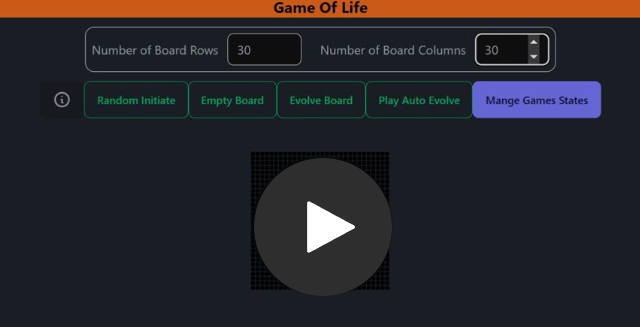 Game Of Life
Number of Board Rows 30 Number of Board Columns 30
Random Initiate Empty Board Evolve Board Play Auto Evolve Mange Games States